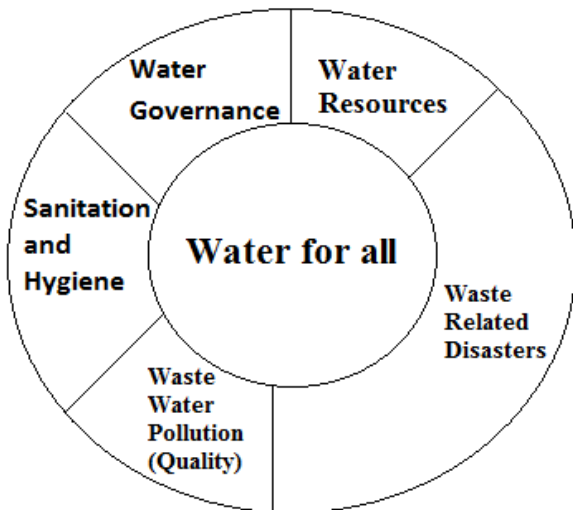 Water
Governance
Water
Resources
Sanitation
and
Hygiene
Water for all
Waste
Related
Disasters
Waste
Water
Pollution
(Quality)